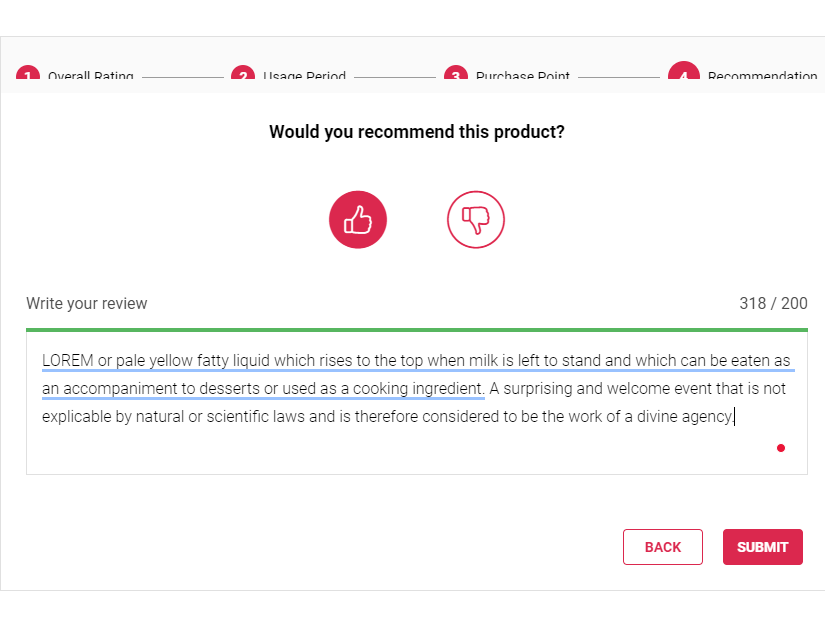 1 Overall Rating 2 Usage Period 3 Purchase Point 4 Recommendation
Would you recommend this product?
Write your review 318 / 200
LOREM or pale yellow fatty liquid which rises to the top when milk is left to stand and which can be eaten as
an accompaniment to desserts or used as a cooking ingredient. A surprising and welcome event that is not
explicable by natural or scientific laws and is therefore considered to be the work of a divine agency.
BACK SUBMIT